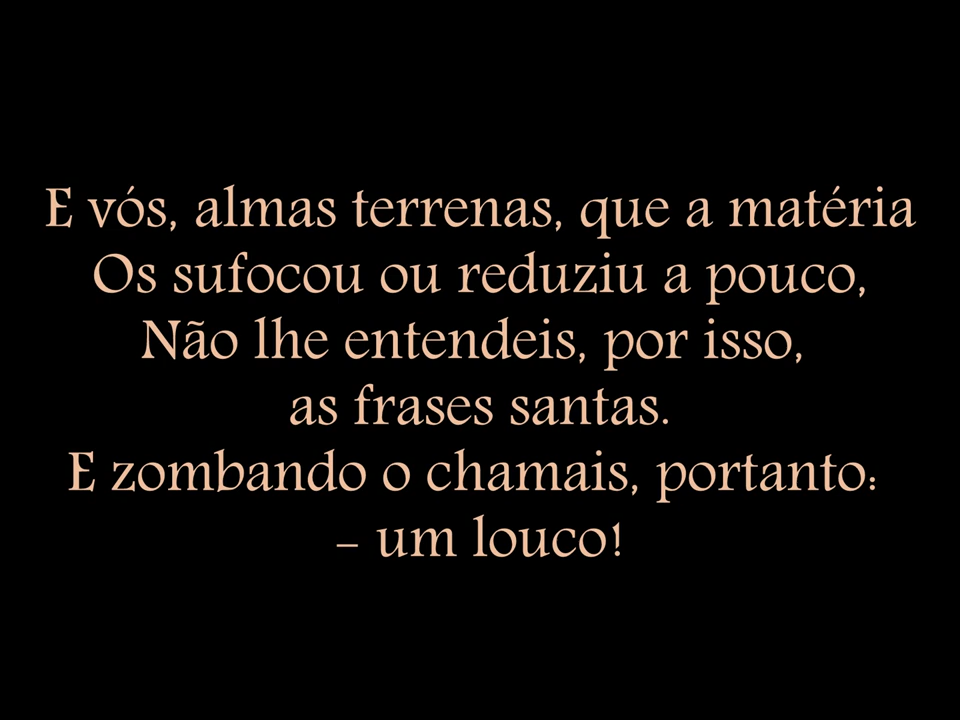 E vós, almas terrenas, que a matéria
Os sufocou ou reduziu a pouco,
Não lhe entendeis, por isso,
as frases santas.
E zombando o chamais, portanto:
– um louco!